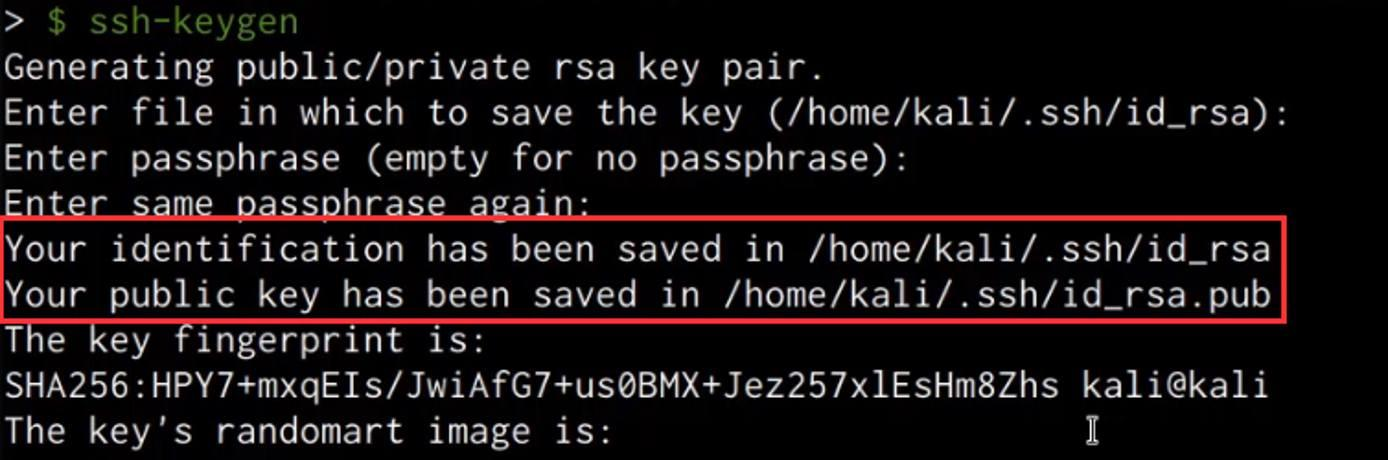 > $ ssh-keygen
Generating public/private rsa key pair.
Enter file in which to save the key (/home/kali/.ssh/id_rsa):
Enter passphrase (empty for no passphrase):
Enter same passphrase again:
Your identification has been saved in /home/kali/.ssh/id_rsa
Your public key has been saved in /home/kali/.ssh/id_rsa.pub
The key fingerprint is:
SHA256:HPY7+mxqEIs/JwiAfG7+us0BMX+Jez257xlEsHm8Zhs kali@kali
The key's randomart image is: